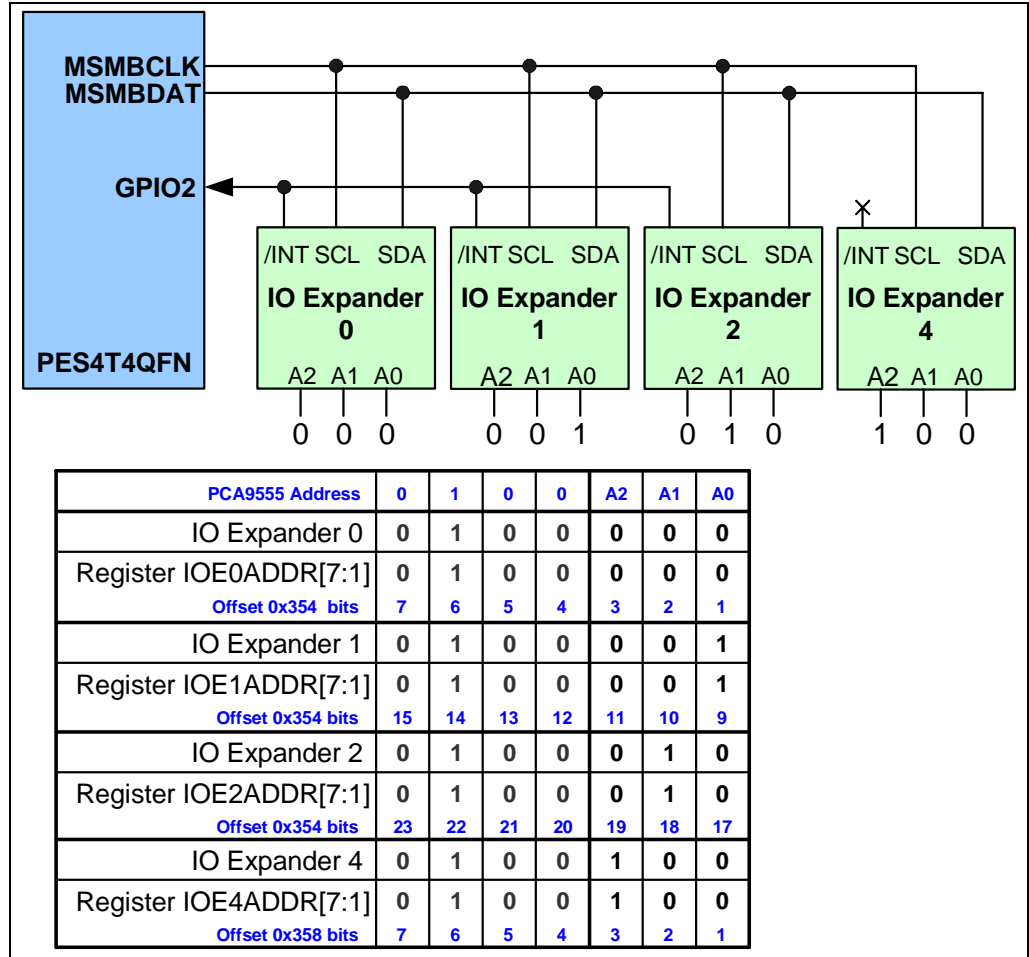 MSMBCLK
MSMBDAT
GPIO2
PES4T4QFN
/INT SCL SDA
IO Expander
0
A2 A1 A0
0 0 0
/INT SCL SDA
IO Expander
1
A2 A1 A0
0 0 1
/INT SCL SDA
IO Expander
2
A2 A1 A0
0 1 0
/INT SCL SDA
IO Expander
4
A2 A1 A0
1 0 0
PCA9555 Address 0 1 0 0 A2 A1 A0
IO Expander 0 0 1 0 0 0 0 0
Register IOE0ADDR[7:1] 0 1 0 0 0 0 0
Offset 0x354 bits 7 6 5 4 3 2 1
IO Expander 1 0 1 0 0 0 0 1
Register IOE1ADDR[7:1] 0 1 0 0 0 0 1
Offset 0x354 bits 15 14 13 12 11 10 9
IO Expander 2 0 1 0 0 0 1 0
Register IOE2ADDR[7:1] 0 1 0 0 0 1 0
Offset 0x354 bits 23 22 21 20 19 18 17
IO Expander 4 0 1 0 0 1 0 0
Register IOE4ADDR[7:1] 0 1 0 0 1 0 0
Offset 0x358 bits 7 6 5 4 3 2 1